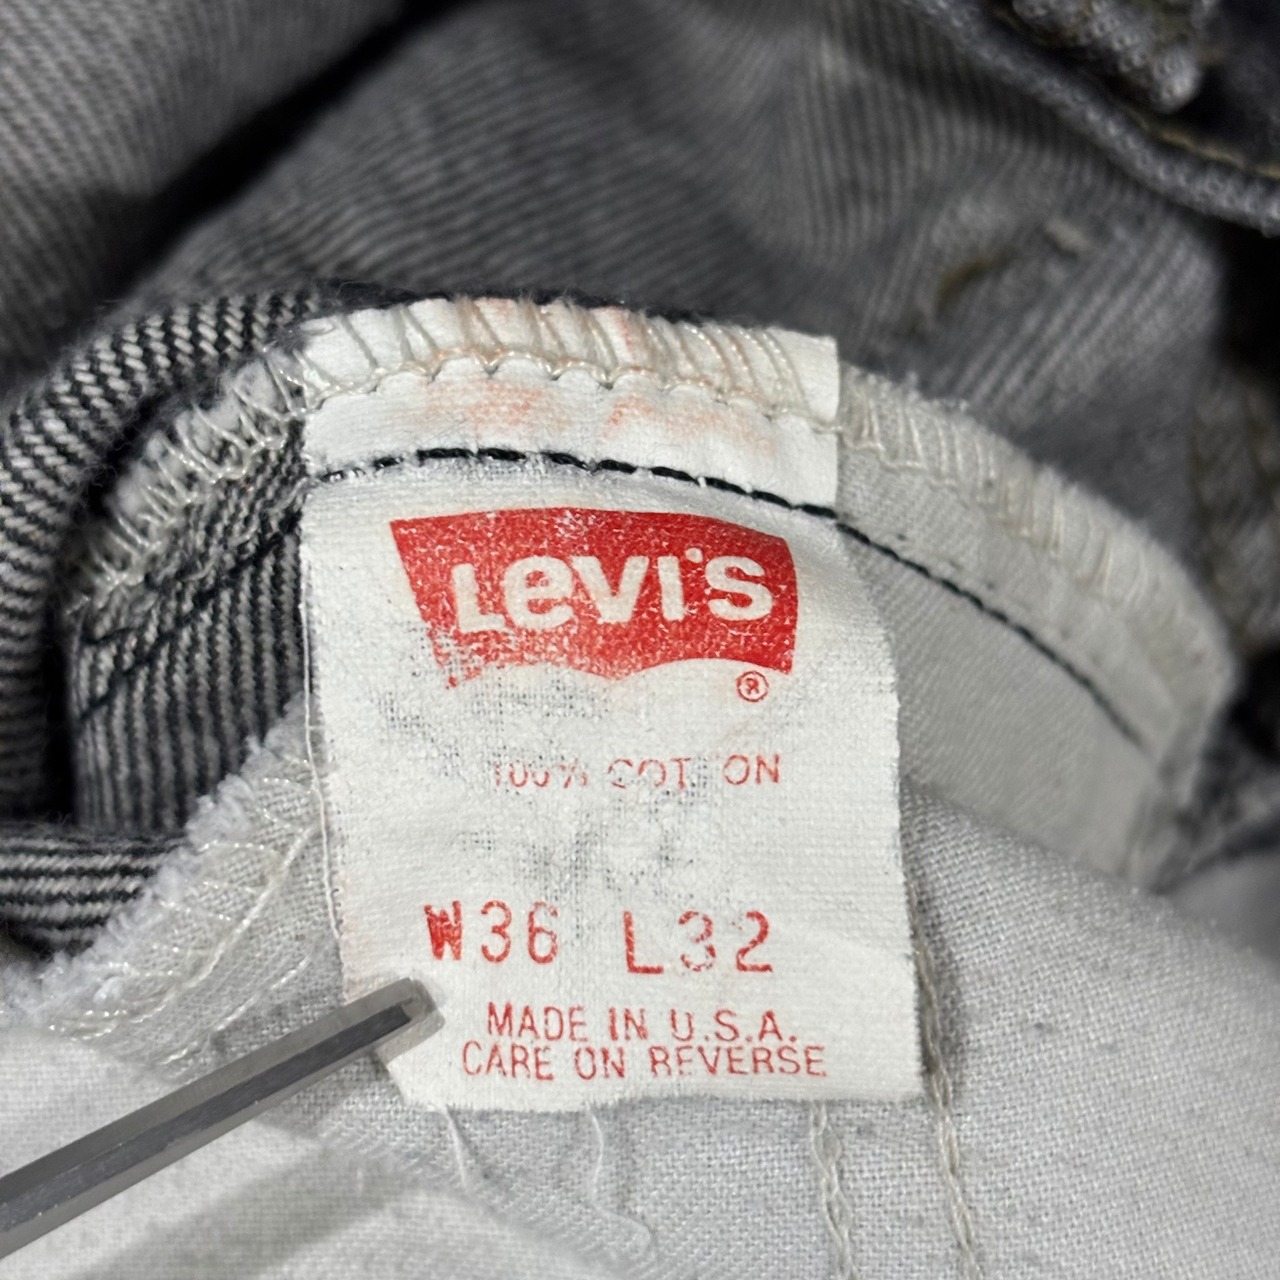 Levi's
®
100% COTTON
W36 L32
MADE IN U.S.A.
CARE ON REVERSE